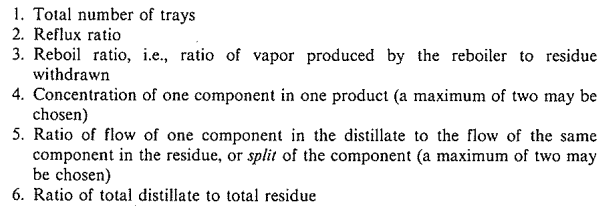 1. Total number of trays
2. Reflux ratio
3. Reboil ratio, i.e., ratio of vapor produced by the reboiler to residue
withdrawn
4. Concentration of one component in one product (a maximum of two may be
chosen)
5. Ratio of flow of one component in the distillate to the flow of the same
component in the residue, or split of the component (a maximum of two may
be chosen)
6. Ratio of total distillate to total residue